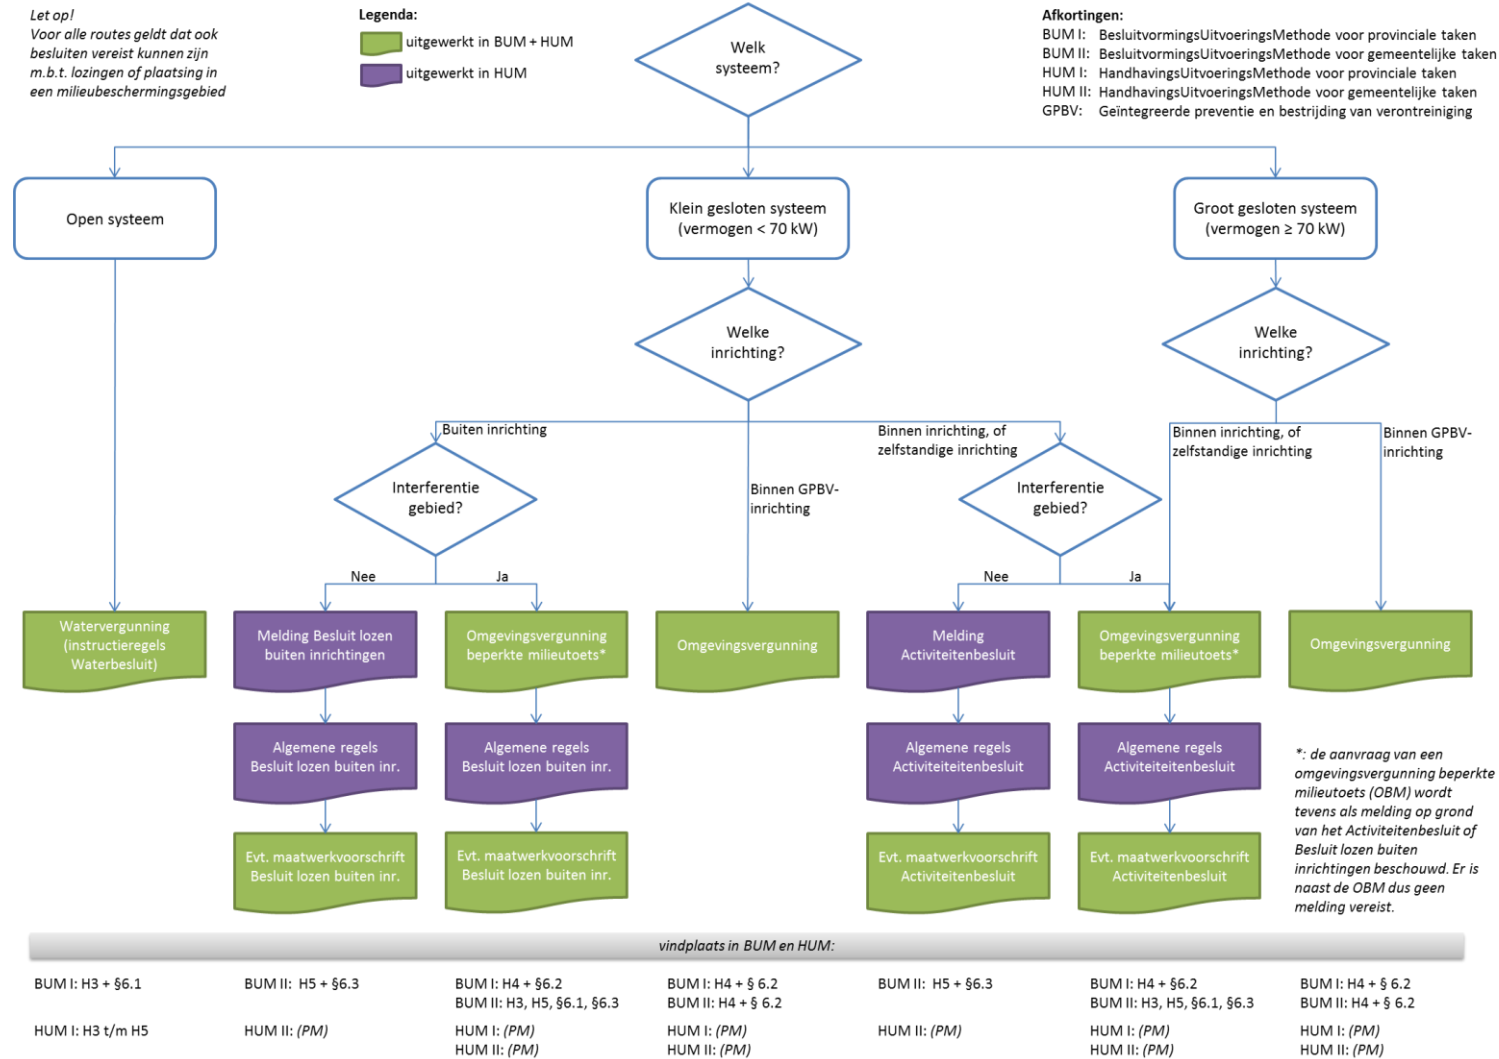 Let op!
Voor alle routes geldt dat ook
besluiten vereist kunnen zijn
m.b.t. lozingen of plaatsing in
een milieubeschermingsgebied
Legenda:
uitgewerkt in BUM + HUM
uitgewerkt in HUM
Afkortingen:
BUM I: BesluitvormingsUitvoeringsMethode voor provinciale taken
BUM II: BesluitvormingsUitvoeringsMethode voor gemeentelijke taken
HUM I: HandhavingsUitvoeringsMethode voor provinciale taken
HUM II: HandhavingsUitvoeringsMethode voor gemeentelijke taken
GPBV: Geïntegreerde preventie en bestrijding van verontreiniging
Welk
systeem?
Open systeem
Klein gesloten systeem
(vermogen < 70 kW)
Groot gesloten systeem
(vermogen ≥ 70 kW)
Welke
inrichting?
Welke
inrichting?
Buiten inrichting
Binnen inrichting, of
zelfstandige inrichting
Binnen inrichting, of
zelfstandige inrichting
Binnen GPBV-
inrichting
Interferentie
gebied?
Binnen GPBV-
inrichting
Interferentie
gebied?
Nee
Ja
Nee
Ja
Watervergunning
(instructieregels
Waterbesluit)
Melding Besluit lozen
buiten inrichtingen
Omgevingsvergunning
beperkte milieutoets*
Omgevingsvergunning
Melding
Activiteitenbesluit
Omgevingsvergunning
beperkte milieutoets*
Omgevingsvergunning
Algemene regels
Besluit lozen buiten inr.
Algemene regels
Besluit lozen buiten inr.
Algemene regels
Activiteiteitenbesluit
Algemene regels
Activiteiteitenbesluit
Evt. maatwerkvoorschrift
Besluit lozen buiten inr.
Evt. maatwerkvoorschrift
Besluit lozen buiten inr.
Evt. maatwerkvoorschrift
Activiteitenbesluit
Evt. maatwerkvoorschrift
Activiteitenbesluit
*: de aanvraag van een
omgevingsvergunning beperkte
milieutoets (OBM) wordt
tevens als melding op grond
van het Activiteitenbesluit of
Besluit lozen buiten
inrichtingen beschouwd. Er is
naast de OBM dus geen
melding vereist.
vindplaats in BUM en HUM:
BUM I: H3 + §6.1
HUM I: H3 t/m H5
BUM II: H5 + §6.3
HUM II: (PM)
BUM I: H4 + §6.2
BUM II: H3, H5, §6.1, §6.3
HUM I: (PM)
HUM II: (PM)
BUM I: H4 + § 6.2
BUM II: H4 + § 6.2
HUM I: (PM)
HUM II: (PM)
BUM II: H5 + §6.3
HUM II: (PM)
BUM I: H4 + §6.2
BUM II: H3, H5, §6.1, §6.3
HUM I: (PM)
HUM II: (PM)
BUM I: H4 + § 6.2
BUM II: H4 + § 6.2
HUM I: (PM)
HUM II: (PM)